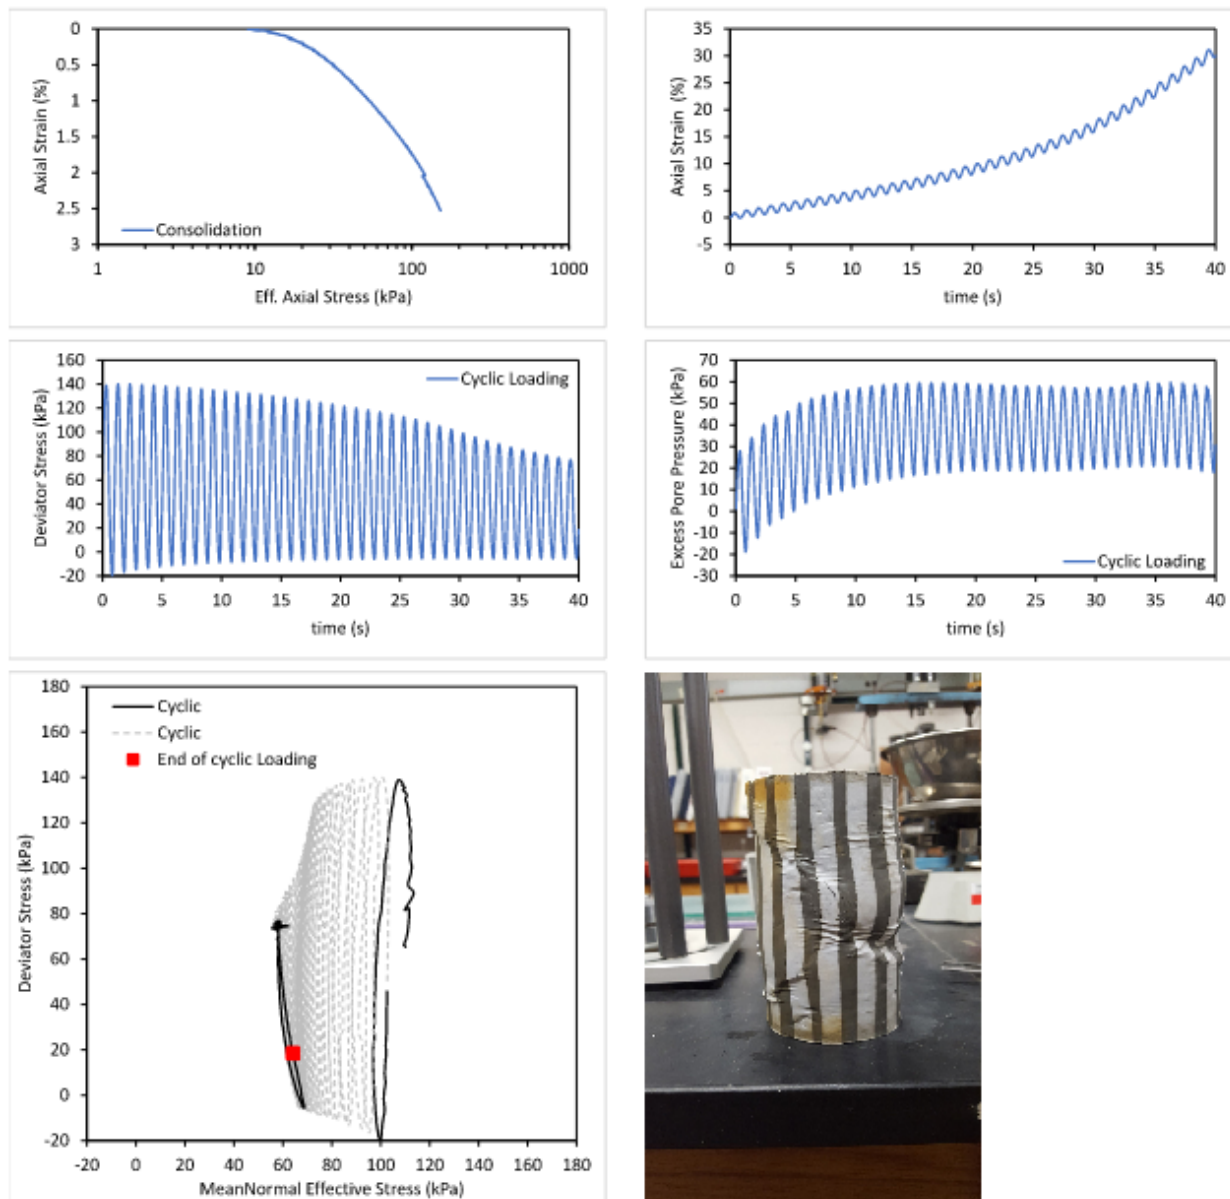 0
0.5
1
1.5
2
2.5
3
Axial Strain (%)
Consolidation
1 10 100 1000
Eff. Axial Stress (kPa)
35
30
25
20
15
10
5
0
-5
Axial Strain (%)
0 5 10 15 20 25 30 35 40
time (s)
160
140
120
100
80
60
40
20
0
-20
Deviator Stress (kPa)
Cyclic Loading
0 5 10 15 20 25 30 35 40
time (s)
70
60
50
40
30
20
10
0
-10
-20
-30
Excess Pore Pressure (kPa)
Cyclic Loading
0 5 10 15 20 25 30 35 40
time (s)
180
160
140
120
100
80
60
40
20
0
-20
Deviator Stress (kPa)
Cyclic
Cyclic
End of cyclic Loading
-20 0 20 40 60 80 100 120 140 160 180
MeanNormal Effective Stress (kPa)